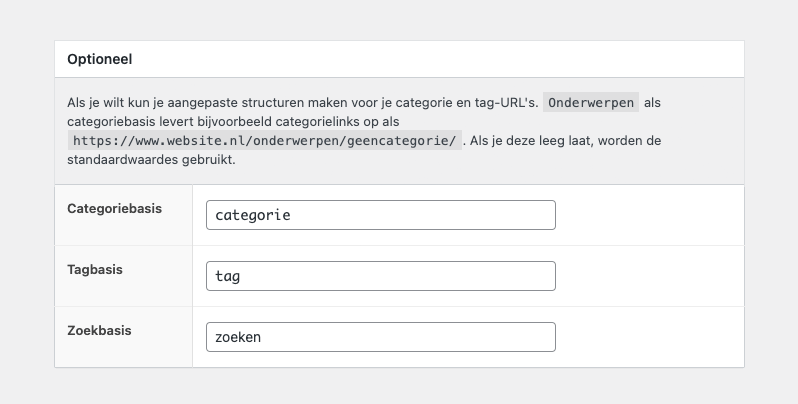 Optioneel
Als je wilt kun je aangepaste structuren maken voor je categorie en tag-URL's. Onderwerpen als
categoriebasis levert bijvoorbeeld categorielinks op als
https://www.website.nl/onderwerpen/geencategorie/ . Als je deze leeg laat, worden de
standaardwaardes gebruikt.
Categoriebasis
categorie
Tagbasis
tag
Zoekbasis
zoeken